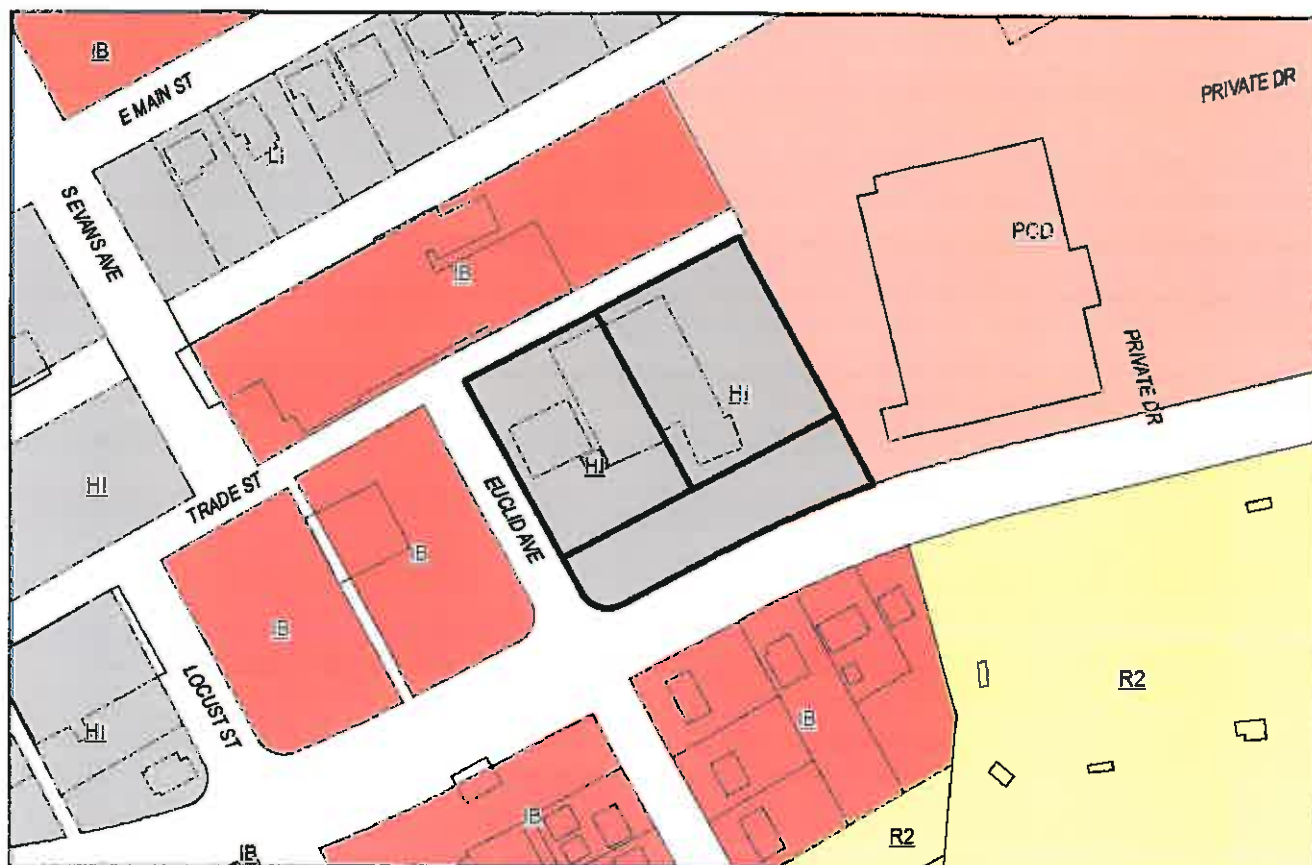 IB
E MAIN ST
PRIVATE DR
LI
S EVANS AVE
PCD
IB
PRIVATE DR
HI
HI
HI
TRADE ST
EUCLID AVE
IB
IB
LOCUST ST
R2
HI
IB
IB
R2
IB